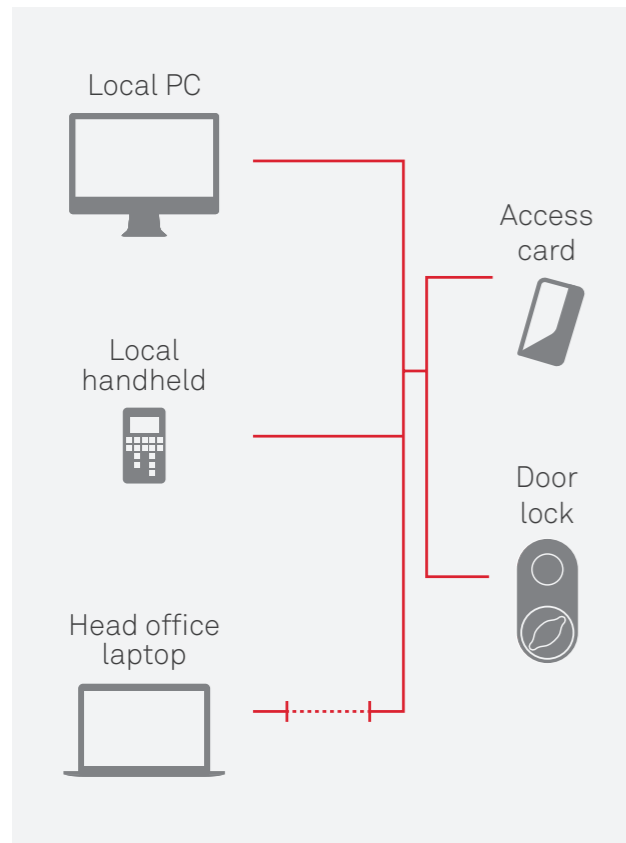 Local PC
Access
card
Local
handheld
Door
lock
Head office
laptop